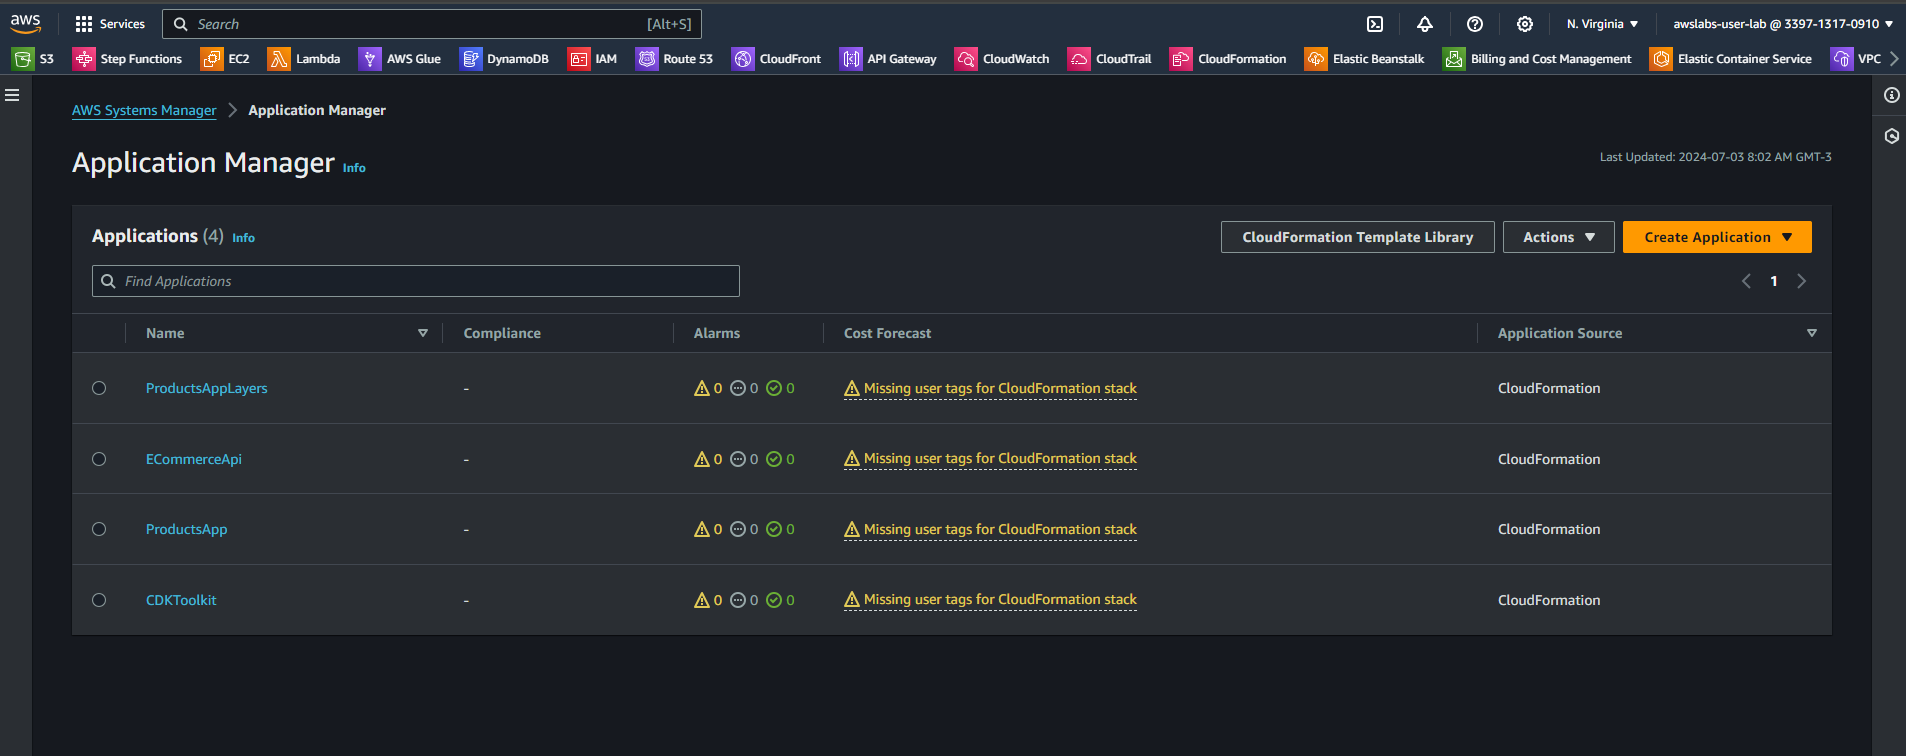 aws Services Search [Alt+S] N. Virginia awslabs-user-lab @ 3397-1317-0910
S3 Step Functions EC2 Lambda AWS Glue DynamoDB IAM Route 53 CloudFront API Gateway CloudWatch CloudTrail CloudFormation Elastic Beanstalk Billing and Cost Management Elastic Container Service VPC
AWS Systems Manager Application Manager
Application Manager Info
Last Updated: 2024-07-03 8:02 AM GMT-3
Applications (4) Info
CloudFormation Template Library Actions Create Application
Find Applications
1
Name Compliance Alarms Cost Forecast Application Source
ProductsAppLayers - 0 0 0 Missing user tags for CloudFormation stack CloudFormation
ECommerceApi - 0 0 0 Missing user tags for CloudFormation stack CloudFormation
ProductsApp - 0 0 0 Missing user tags for CloudFormation stack CloudFormation
CDKToolkit - 0 0 0 Missing user tags for CloudFormation stack CloudFormation